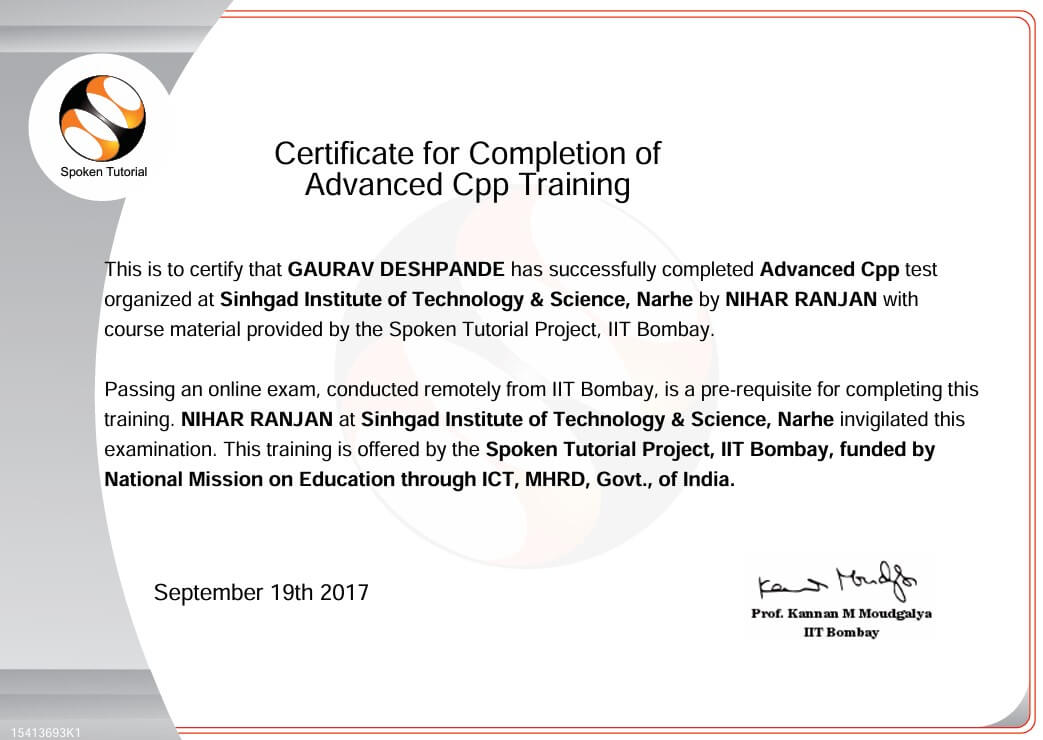 Spoken Tutorial
Certificate for Completion of
Advanced Cpp Training
This is to certify that GAURAV DESHPANDE has successfully completed Advanced Cpp test
organized at Sinhgad Institute of Technology & Science, Narhe by NIHAR RANJAN with
course material provided by the Spoken Tutorial Project, IIT Bombay.
Passing an online exam, conducted remotely from IIT Bombay, is a pre-requisite for completing this
training. NIHAR RANJAN at Sinhgad Institute of Technology & Science, Narhe invigilated this
examination. This training is offered by the Spoken Tutorial Project, IIT Bombay, funded by
National Mission on Education through ICT, MHRD, Govt., of India.
September 19th 2017
Prof. Kannan M Moudgalya
IIT Bombay
15413693K1